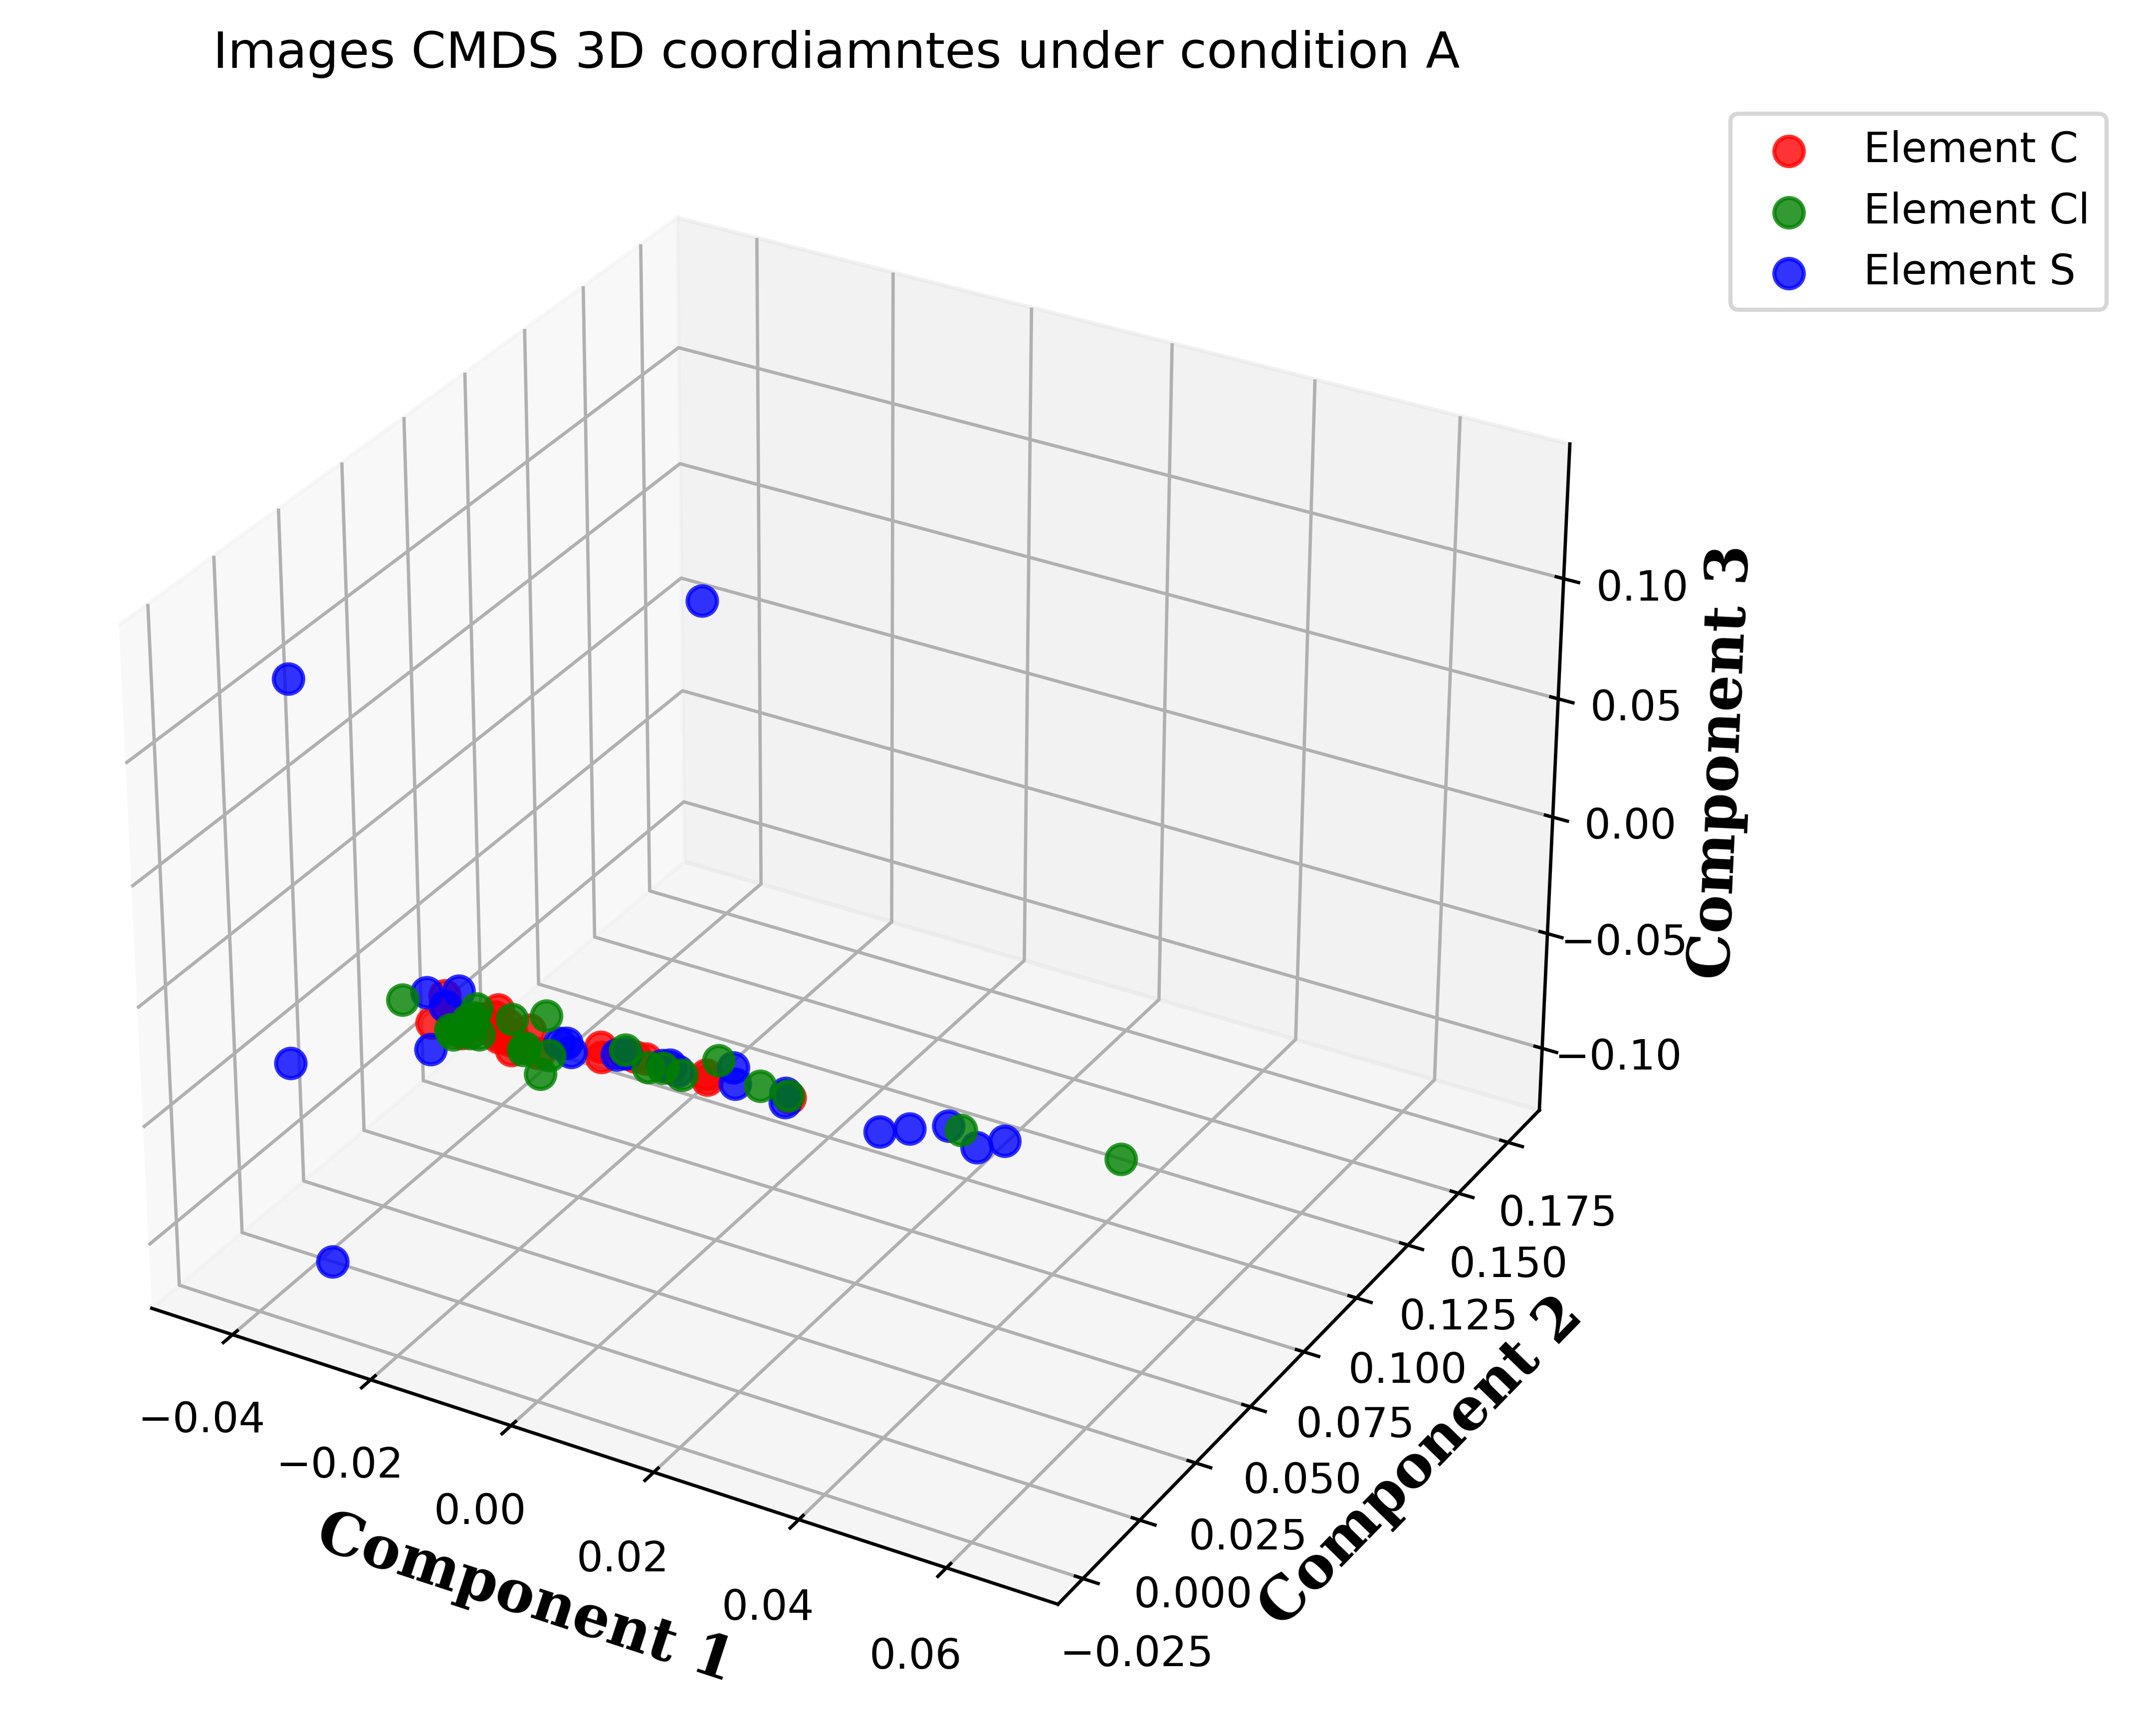 Images CMDS 3D coordiamntes under condition A
Element C
Element Cl
Element S
0.10
0.05
0.00
−0.05
−0.10
Component 3
0.175
0.150
0.125
0.100
0.075
0.050
0.025
0.000
−0.025
Component 2
−0.04
−0.02
0.00
0.02
0.04
0.06
Component 1